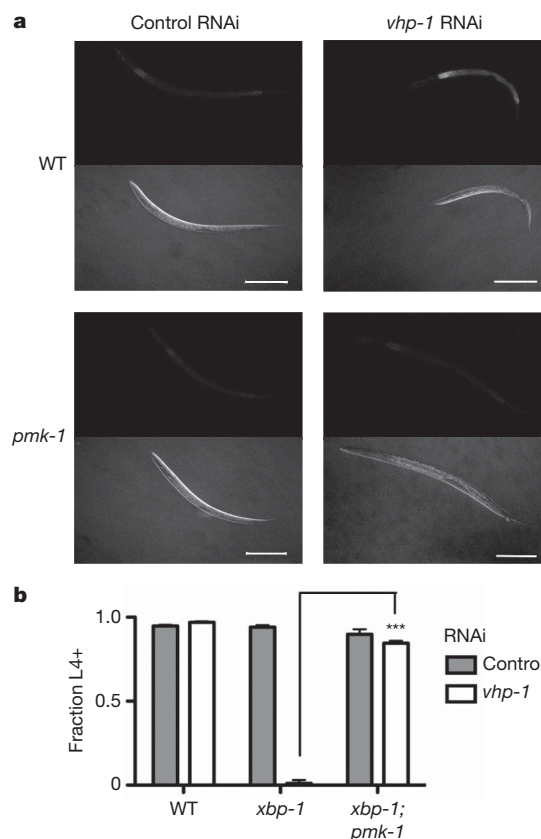 a
Control RNAi
vhp-1 RNAi
WT
pmk-1
b
Fraction L4+
1.0
0.5
0
***
RNAi
Control
vhp-1
WT
xbp-1
xbp-1;
pmk-1